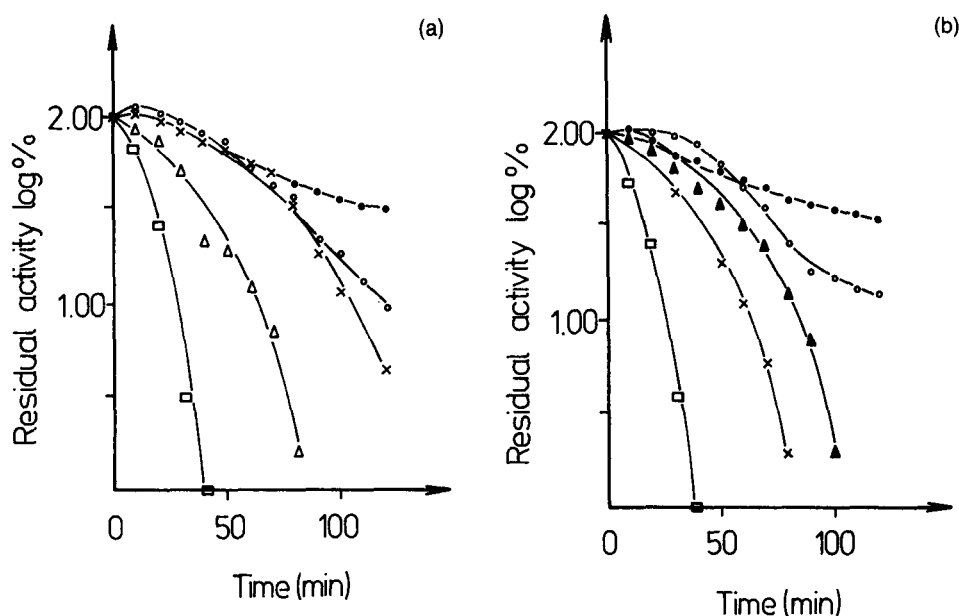 (a)
Residual activity log %
2.00
1.00
0
50
100
Time (min)
(b)
Residual activity log %
2.00
1.00
0
50
100
Time (min)